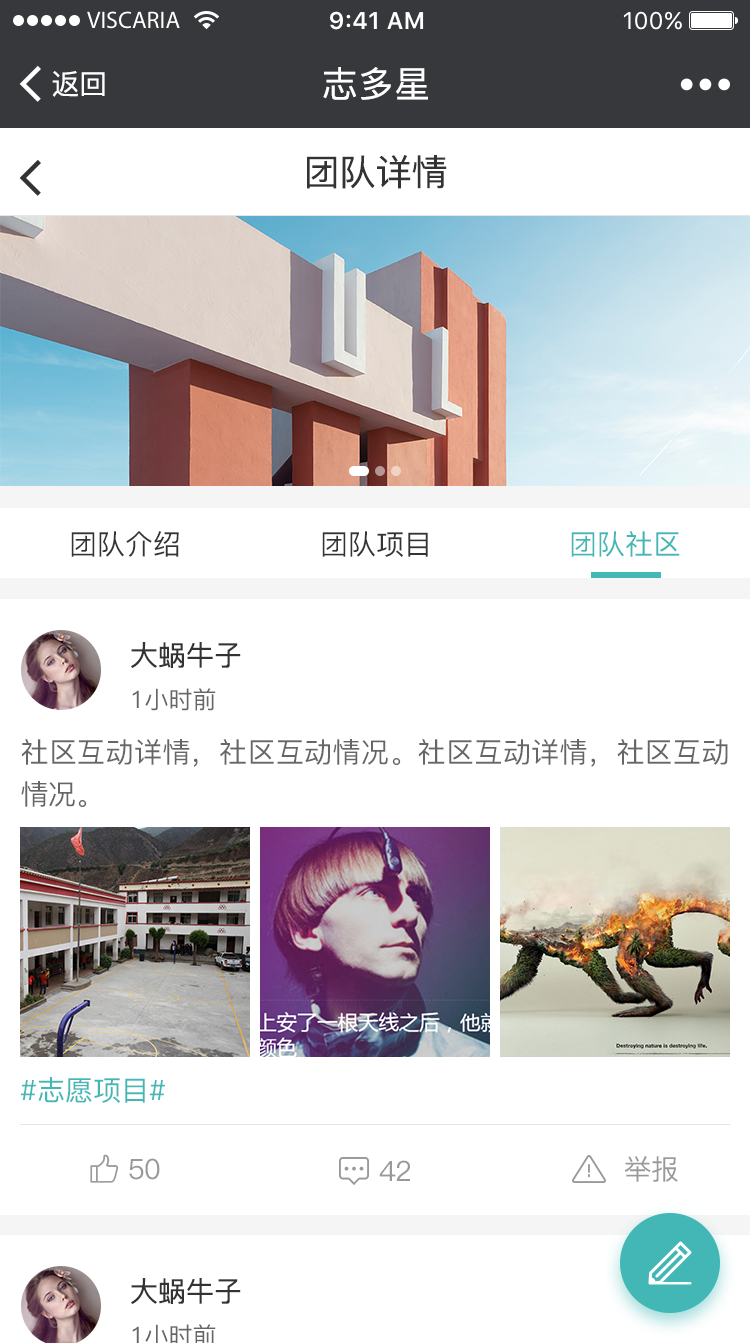 VISCARIA
9:41 AM
100%
返回
志多星
团队详情
团队介绍
团队项目
团队社区
大蜗牛子
1小时前
社区互动详情，社区互动情况。社区互动详情，社区互动
情况。
上安了一根天线之后，他就
颜色
Destroying nature is destroying life.
#志愿项目#
50
42
举报
大蜗牛子
1小时前